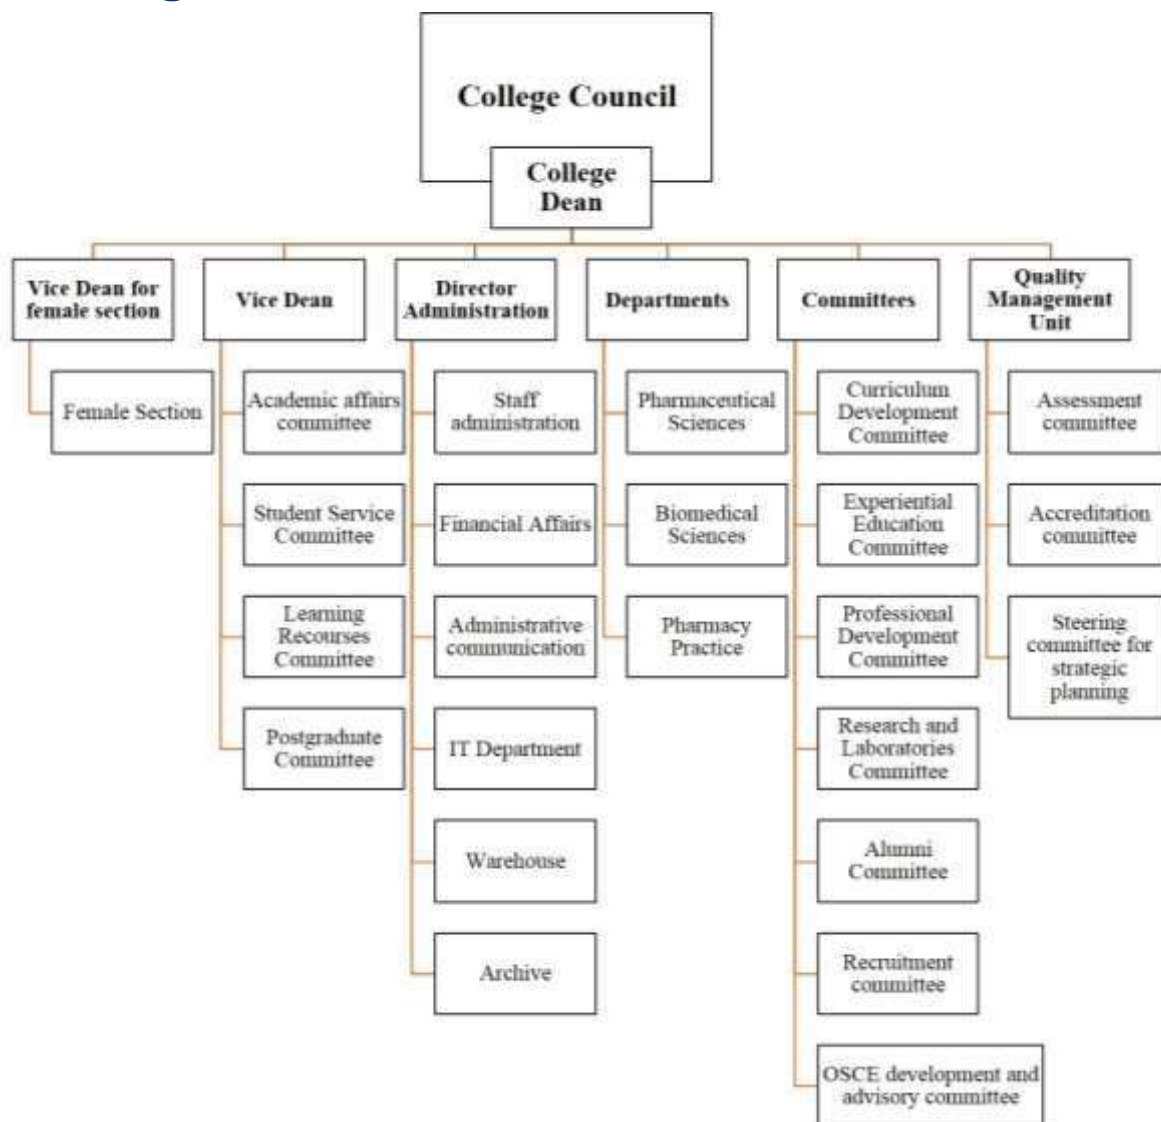 College Council
College
Dean
Vice Dean for
female section
Vice Dean
Director
Administration
Departments
Committees
Quality
Management
Unit
Female Section
Academic affairs
committee
Student Service
Committee
Learning
Recourses
Committee
Postgraduate
Committee
Staff
administration
Financial Affairs
Administrative
communication
IT Department
Warehouse
Archive
Pharmaceutical
Sciences
Biomedical
Sciences
Pharmacy
Practice
Curriculum
Development
Committee
Experiential
Education
Committee
Professional
Development
Committee
Research and
Laboratories
Committee
Alumni
Committee
Recruitment
committee
OSCE development and
advisory committee
Assessment
committee
Accreditation
committee
Steering
committee for
strategic
planning